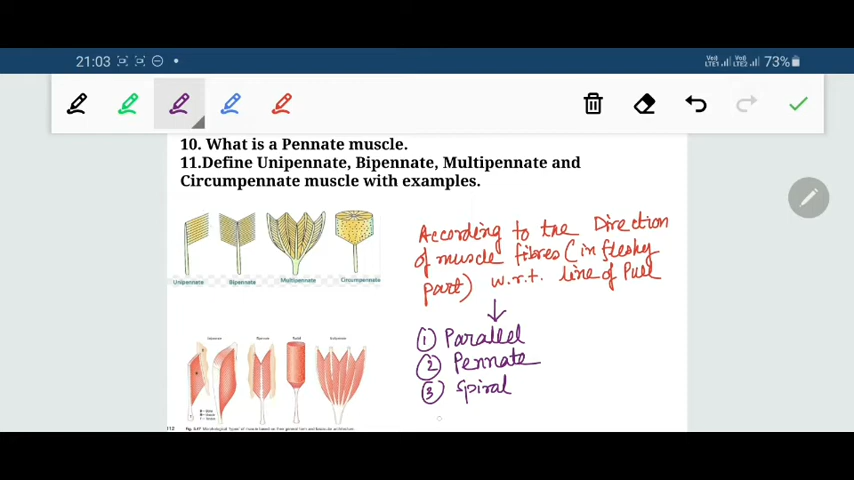 21:03
73%
10. What is a Pennate muscle.
11.Define Unipennate, Bipennate, Multipennate and
Circumpennate muscle with examples.
Unipennate Bipennate Multipennate Circumpennate
According to the Direction
of muscle fibres (in fleshy
part) w.r.t. line of Pull
↓
① Parallel
② Pennate
③ Spiral
112